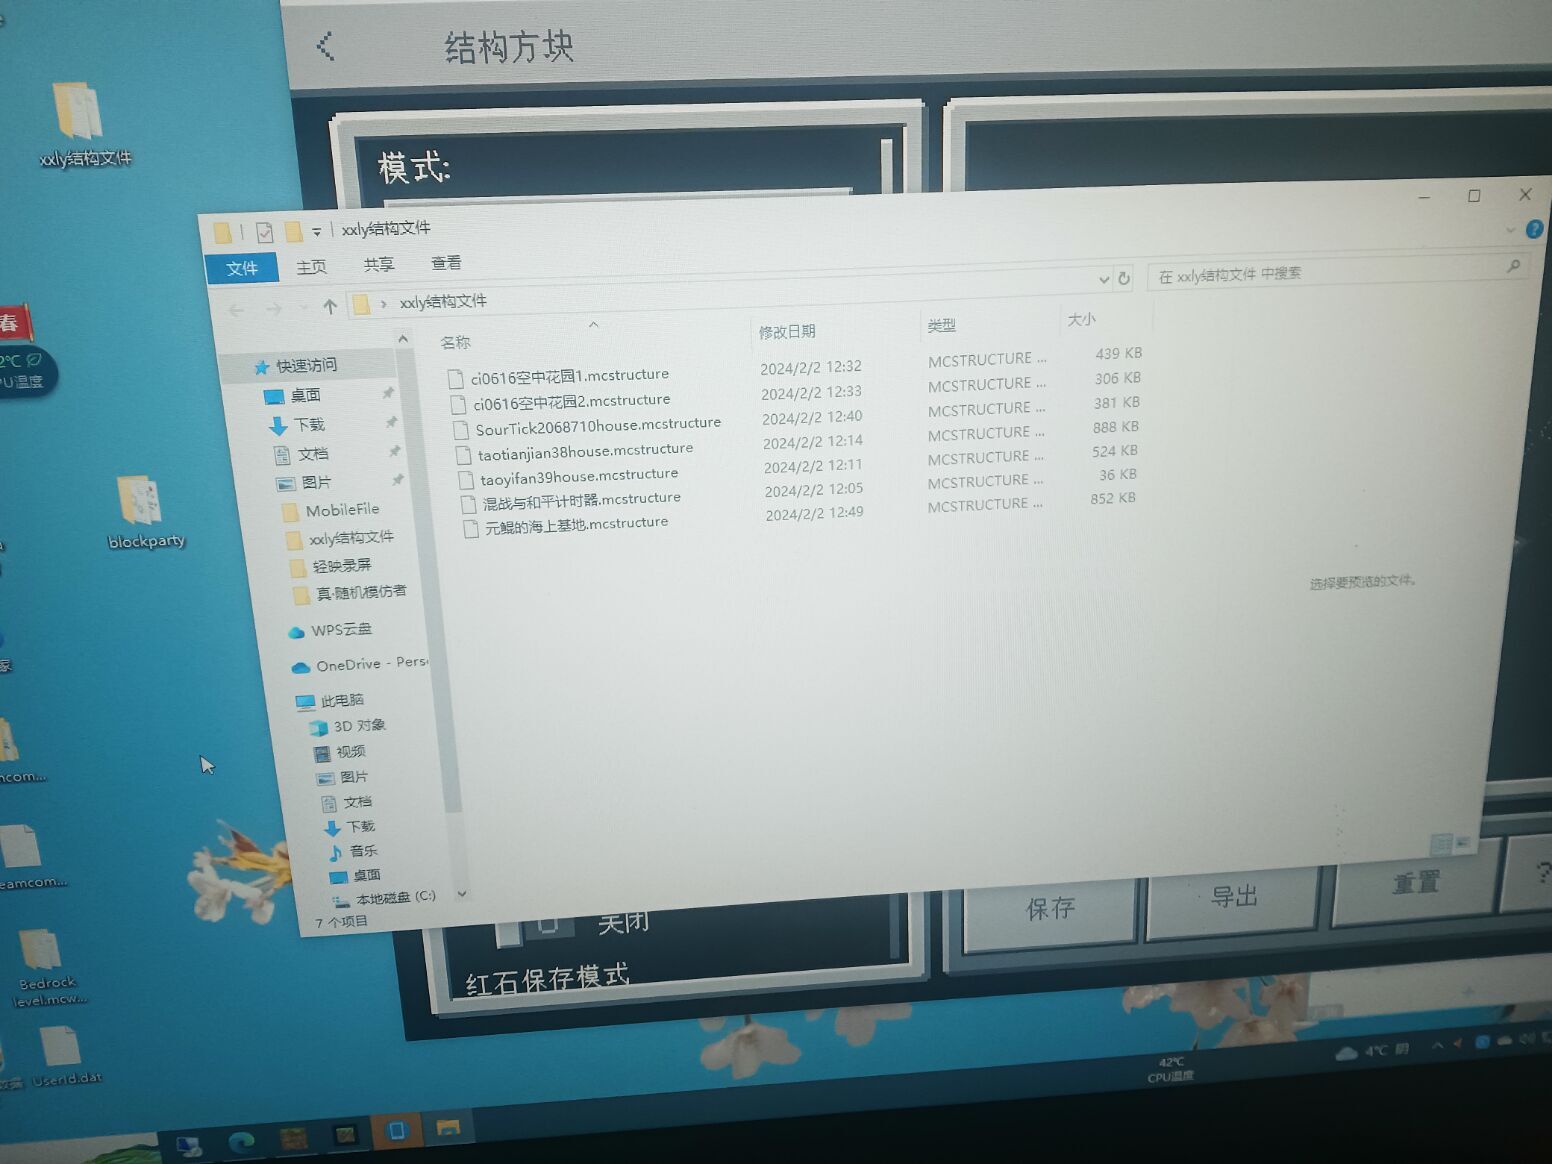 结构方块
xxly结构文件
模式:
xxly结构文件
文件 主页 共享 查看
xxly结构文件
在 xxly结构文件 中搜索
名称 修改日期 类型 大小
ci0616空中花园1.mcstructure 2024/2/2 12:32 MCSTRUCTURE ... 439 KB
ci0616空中花园2.mcstructure 2024/2/2 12:33 MCSTRUCTURE ... 306 KB
SourTick2068710house.mcstructure 2024/2/2 12:40 MCSTRUCTURE ... 381 KB
taotianjian38house.mcstructure 2024/2/2 12:14 MCSTRUCTURE ... 888 KB
taoyifan39house.mcstructure 2024/2/2 12:11 MCSTRUCTURE ... 524 KB
混战与和平计时器.mcstructure 2024/2/2 12:05 MCSTRUCTURE ... 36 KB
元鲲的海上基地.mcstructure 2024/2/2 12:49 MCSTRUCTURE ... 852 KB
快速访问
桌面
下载
文档
图片
MobileFile
xxly结构文件
轻映录屏
真·随机模仿者
WPS云盘
OneDrive - Pers
此电脑
3D 对象
视频
图片
文档
下载
音乐
桌面
本地磁盘 (C:)
7 个项目
选择要预览的文件。
春
2℃
PU温度
blockparty
家
mcom...
eamcom...
Bedrock
level.mcw...
UserId.dat
关闭
红石保存模式
保存 导出 重置 ?
42℃
CPU温度
4℃ 阴